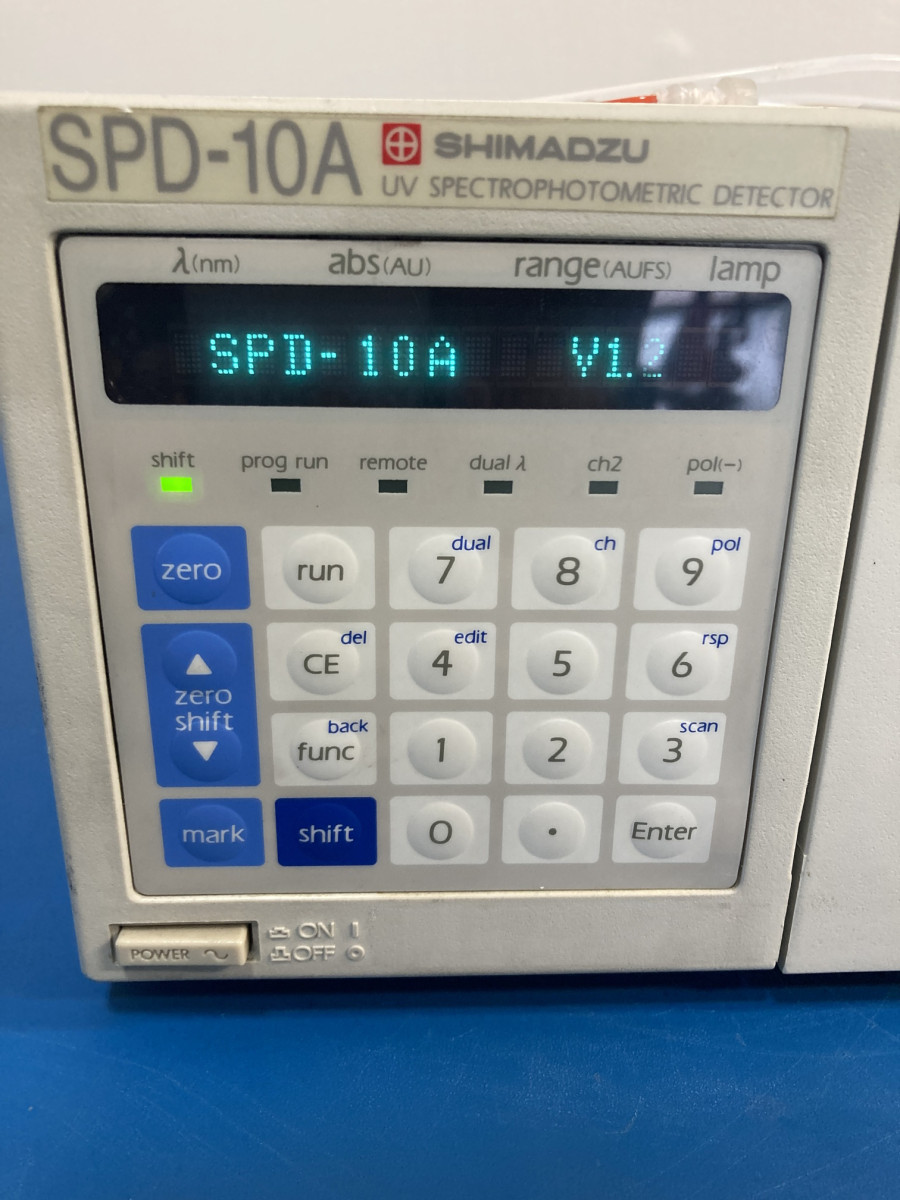 SPD-10A SHIMADZU
UV SPECTROPHOTOMETRIC DETECTOR
λ(nm) abs(AU) range(AUFS) lamp
SPD-10A V1.2
shift prog run remote dual λ ch2 pol(−)
zero run 7 dual 8 ch 9 pol
CE del 4 edit 5 6 rsp
zero shift
func back 1 2 3 scan
mark shift 0 . Enter
POWER ON I
OFF